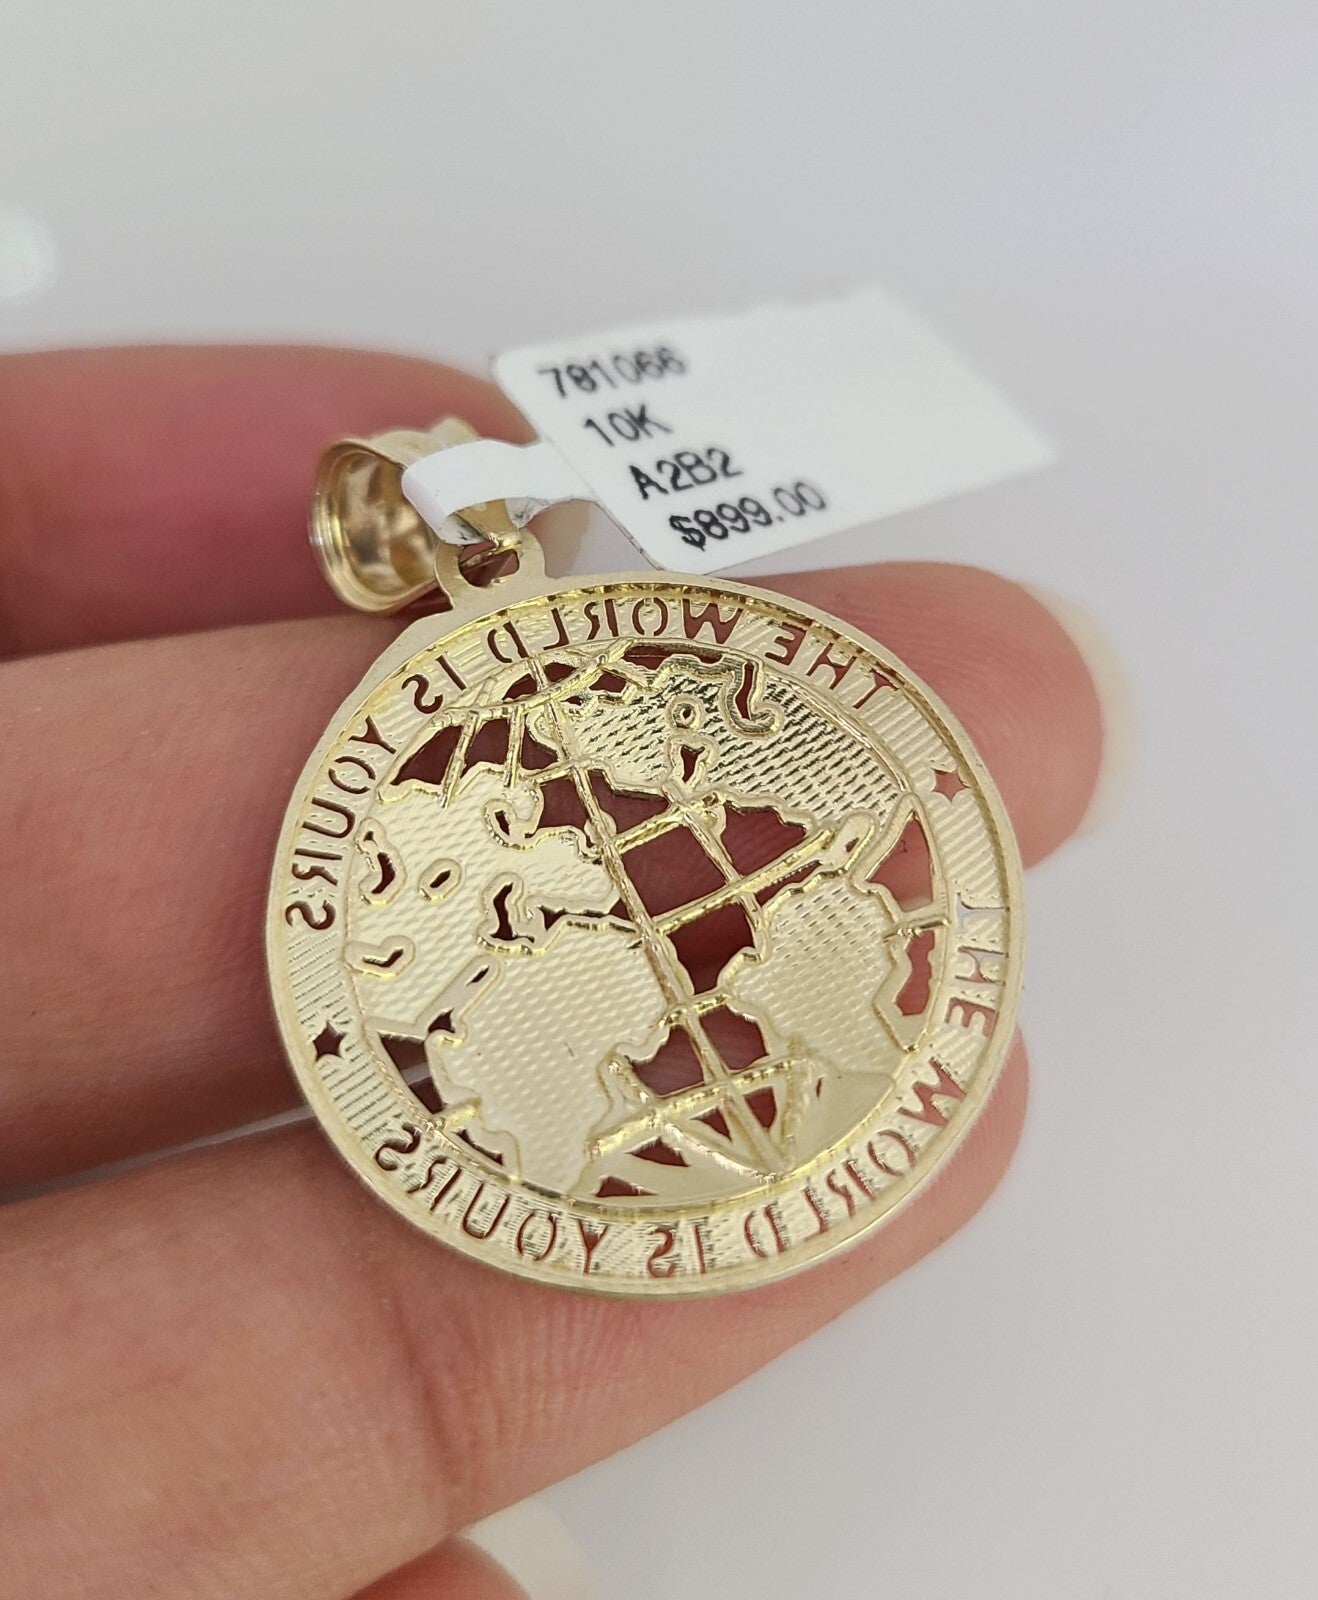 781066
10K
A2B2
$899.00
THE WORLD IS YOURS
THE WORLD IS YOURS